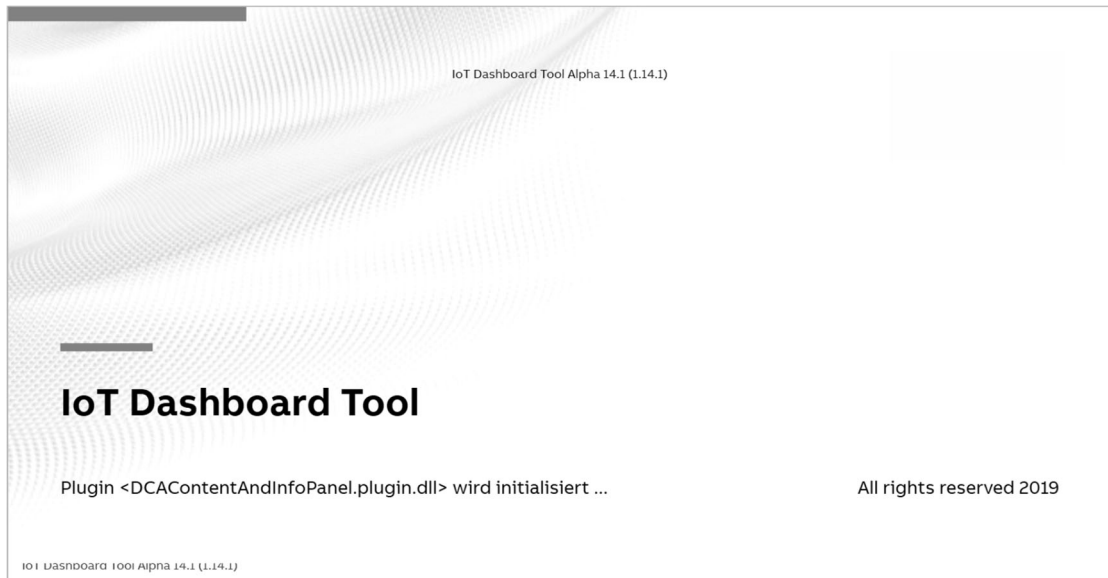 IoT Dashboard Tool Alpha 14.1 (1.14.1)
IoT Dashboard Tool
Plugin <DCAContentAndInfoPanel.plugin.dll> wird initialisiert ...
All rights reserved 2019
IoT Dashboard Tool Alpha 14.1 (1.14.1)